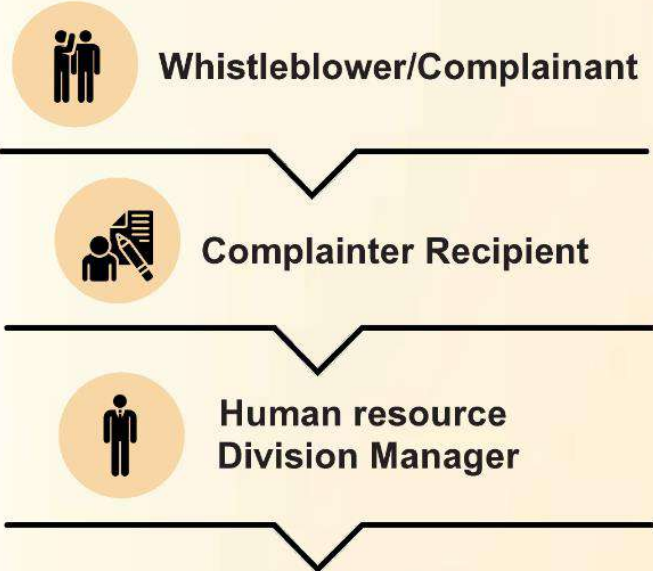 Whistleblower/Complainant
Complainter Recipient
Human resource
Division Manager